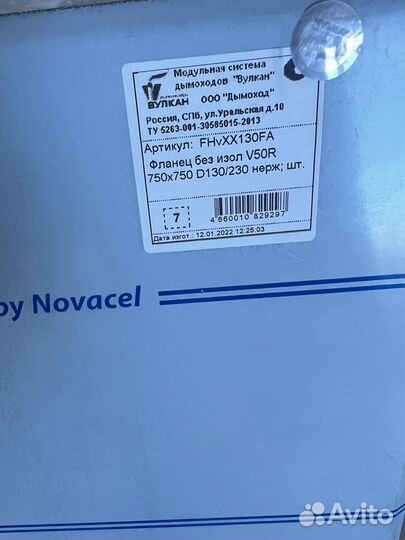 Модульная система
дымоходов "Вулкан"
ВУЛКАН
ООО "Дымоход"
Россия, СПб, ул.Уральская д.10
ТУ 5263-001-30585015-2013
Артикул: FHvXX130FA
Фланец без изол V50R
750x750 D130/230 нерж; шт.
7
4 660010 829297
Дата изгот.: 12.01.2022 12:25:03
by Novacel
Avito